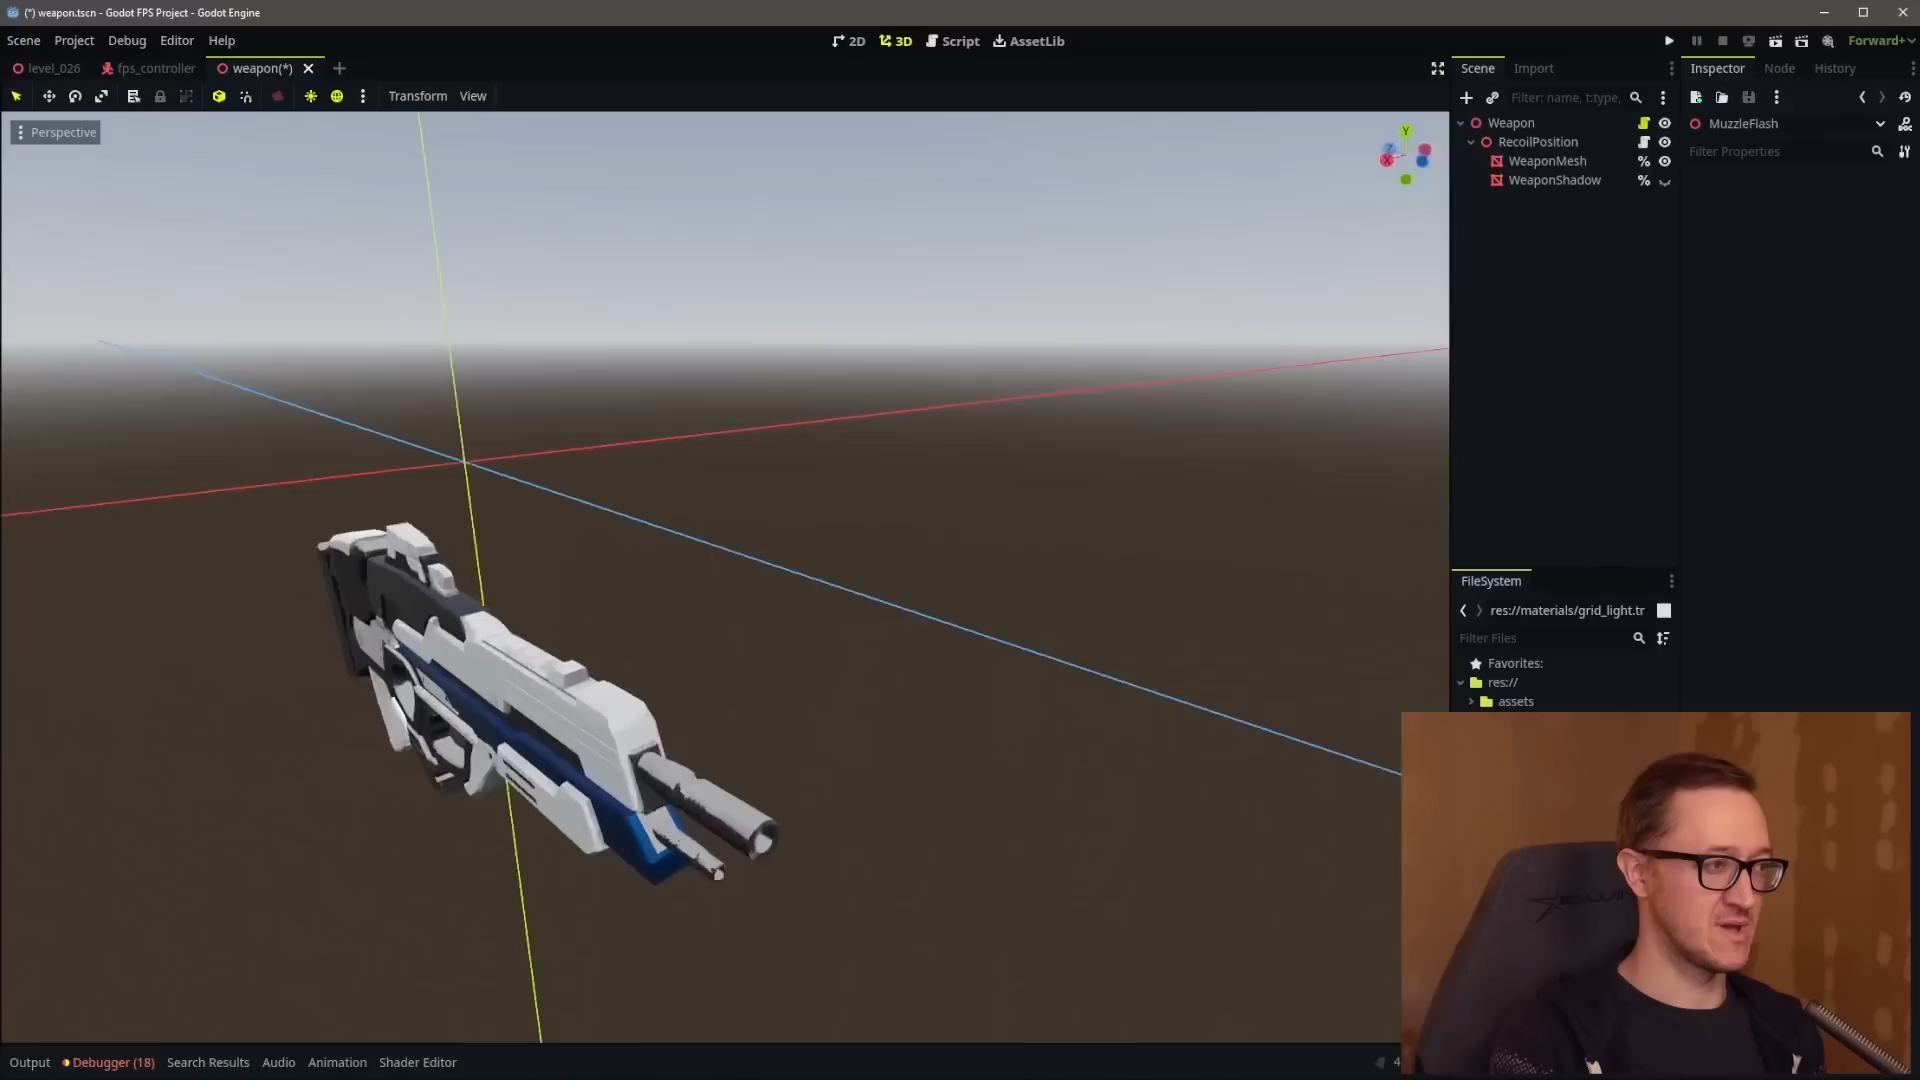 (*) weapon.tscn - Godot FPS Project - Godot Engine
Scene Project Debug Editor Help
2D 3D Script AssetLib
Forward+
level_026 fps_controller weapon(*)
Transform View
Perspective
Y
Z
X
Scene Import
Filter: name, t:type,
Weapon
RecoilPosition
WeaponMesh
WeaponShadow
Inspector Node History
MuzzleFlash
Filter Properties
FileSystem
res://materials/grid_light.tr
Filter Files
Favorites:
res://
assets
Output Debugger (18) Search Results Audio Animation Shader Editor
4